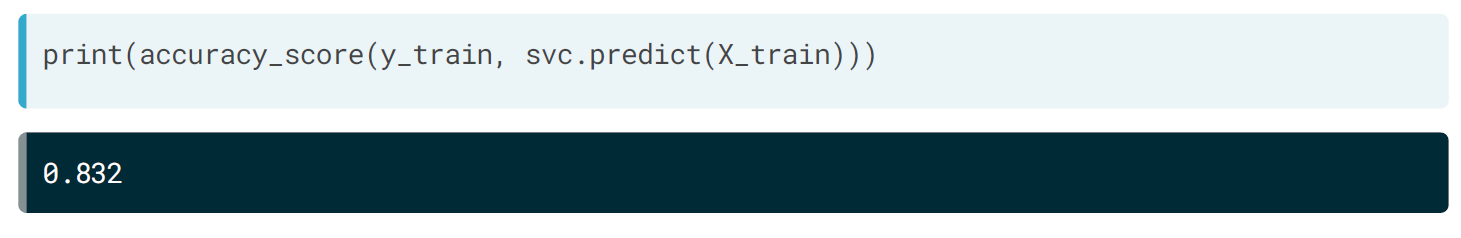 print(accuracy_score(y_train, svc.predict(X_train)))
0.832